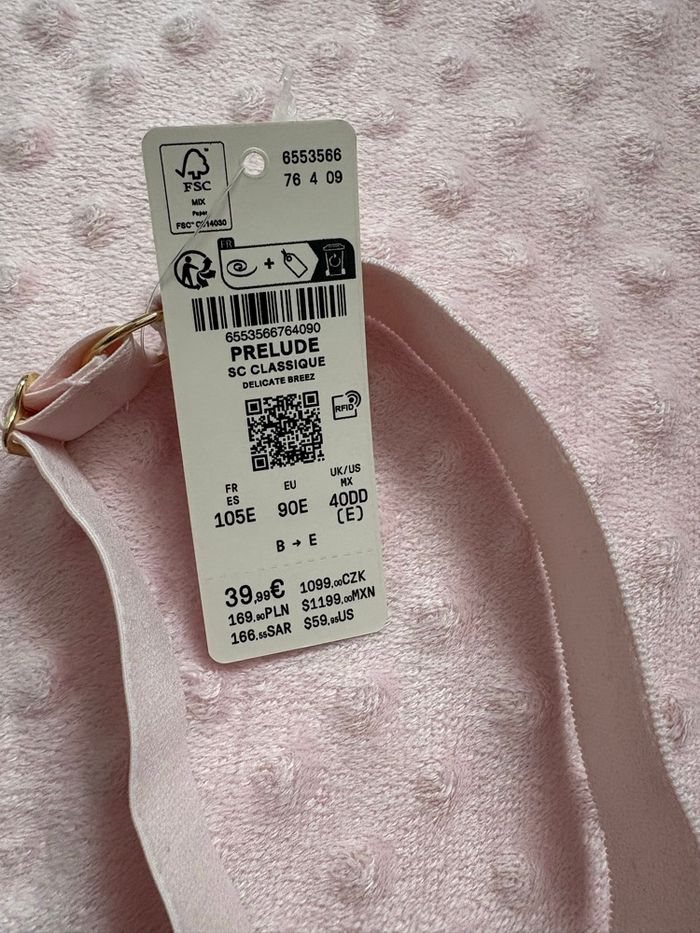 6553566
76 4 09
FSC
MIX
Paper
FR
6553566764090
PRELUDE
SC CLASSIQUE
DELICATE BREEZ
RFID
FR
ES
105E
EU
90E
UK/US
MX
40DD
(E)
B → E
39,99€
1099.00CZK
169.90PLN
$1199.00MXN
166.55SAR
$59.95US